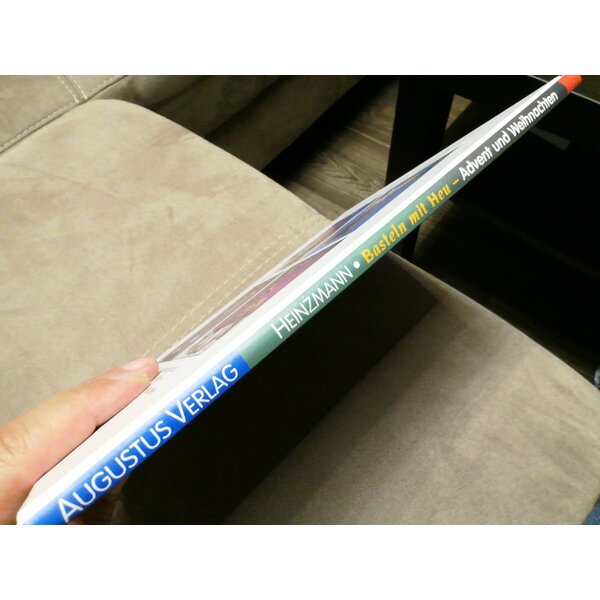 AUGUSTUS VERLAG HEINZMANN • Basteln mit Heu – Advent und Weihnachten